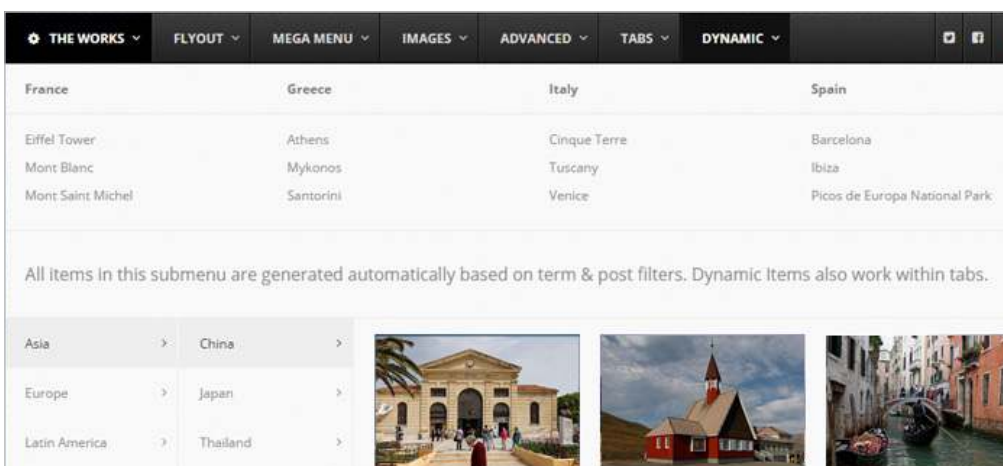 THE WORKS FLYOUT MEGA MENU IMAGES ADVANCED TABS DYNAMIC
France Greece Italy Spain
Eiffel Tower Athens Cinque Terre Barcelona
Mont Blanc Mykonos Tuscany Ibiza
Mont Saint Michel Santorini Venice Picos de Europa National Park
All items in this submenu are generated automatically based on term & post filters. Dynamic Items also work within tabs.
Asia China
Europe Japan
Latin America Thailand